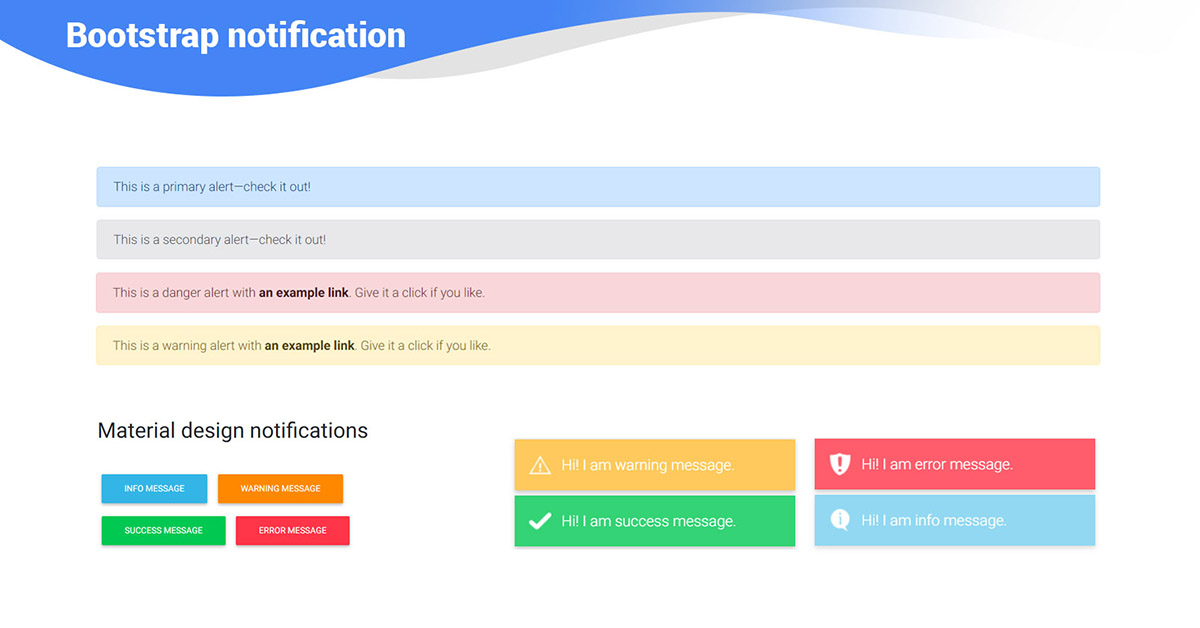 Bootstrap notification
This is a primary alert—check it out!
This is a secondary alert—check it out!
This is a danger alert with an example link. Give it a click if you like.
This is a warning alert with an example link. Give it a click if you like.
Material design notifications
INFO MESSAGE
WARNING MESSAGE
SUCCESS MESSAGE
ERROR MESSAGE
Hi! I am warning message.
Hi! I am error message.
Hi! I am success message.
Hi! I am info message.